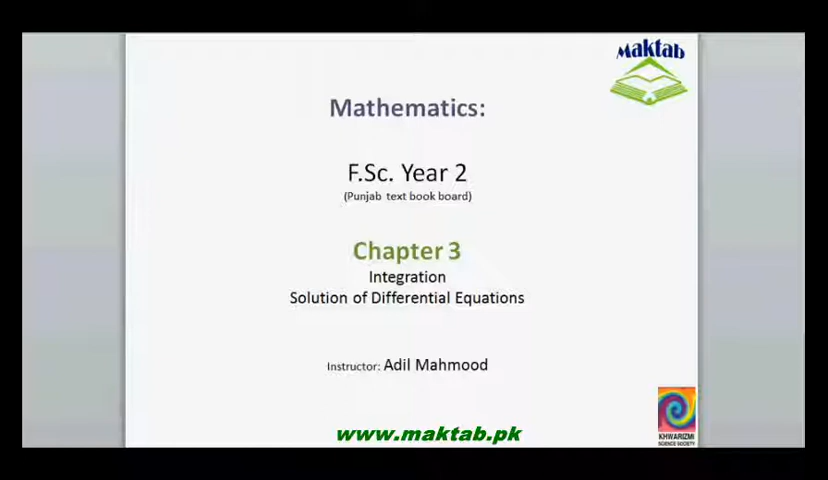 Maktab
Mathematics:
F.Sc. Year 2
(Punjab text book board)
Chapter 3
Integration
Solution of Differential Equations
Instructor: Adil Mahmood
www.maktab.pk
KHWARIZMI
SCIENCE SOCIETY